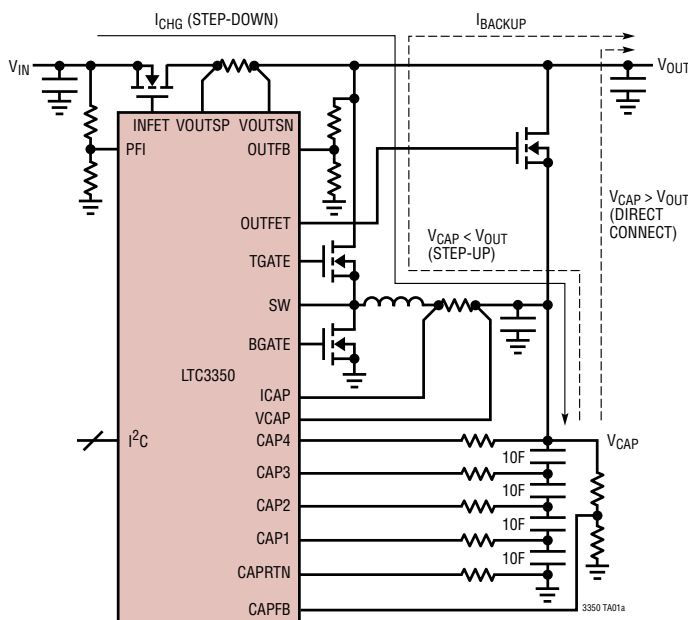 I_CHG (STEP-DOWN)
I_BACKUP
V_IN
V_OUT
INFET VOUTSP VOUTSN
PFI
OUTFB
OUTFET
V_CAP > V_OUT
(DIRECT
CONNECT)
V_CAP < V_OUT
(STEP-UP)
TGATE
SW
BGATE
LTC3350
ICAP
VCAP
I²C
CAP4
V_CAP
10F
CAP3
10F
CAP2
10F
CAP1
10F
CAPRTN
CAPFB
3350 TA01a